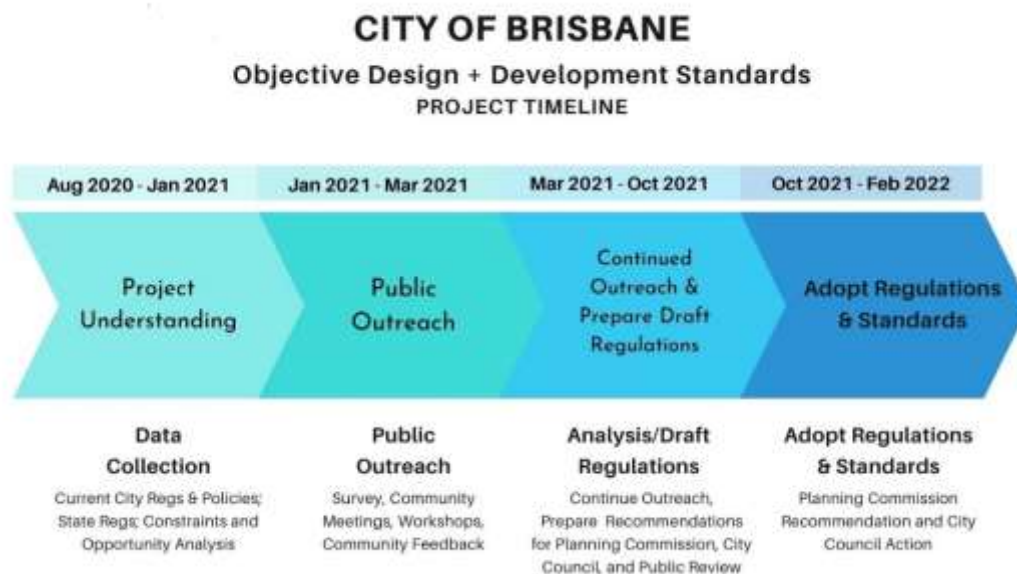 CITY OF BRISBANE
Objective Design + Development Standards
PROJECT TIMELINE
Aug 2020 - Jan 2021
Jan 2021 - Mar 2021
Mar 2021 - Oct 2021
Oct 2021 - Feb 2022
Project
Understanding
Public
Outreach
Continued
Outreach &
Prepare Draft
Regulations
Adopt Regulations
& Standards
Data
Collection
Current City Regs & Policies;
State Regs; Constraints and
Opportunity Analysis
Public
Outreach
Survey, Community
Meetings, Workshops,
Community Feedback
Analysis/Draft
Regulations
Continue Outreach,
Prepare Recommendations
for Planning Commission, City
Council, and Public Review
Adopt Regulations
& Standards
Planning Commission
Recommendation and City
Council Action